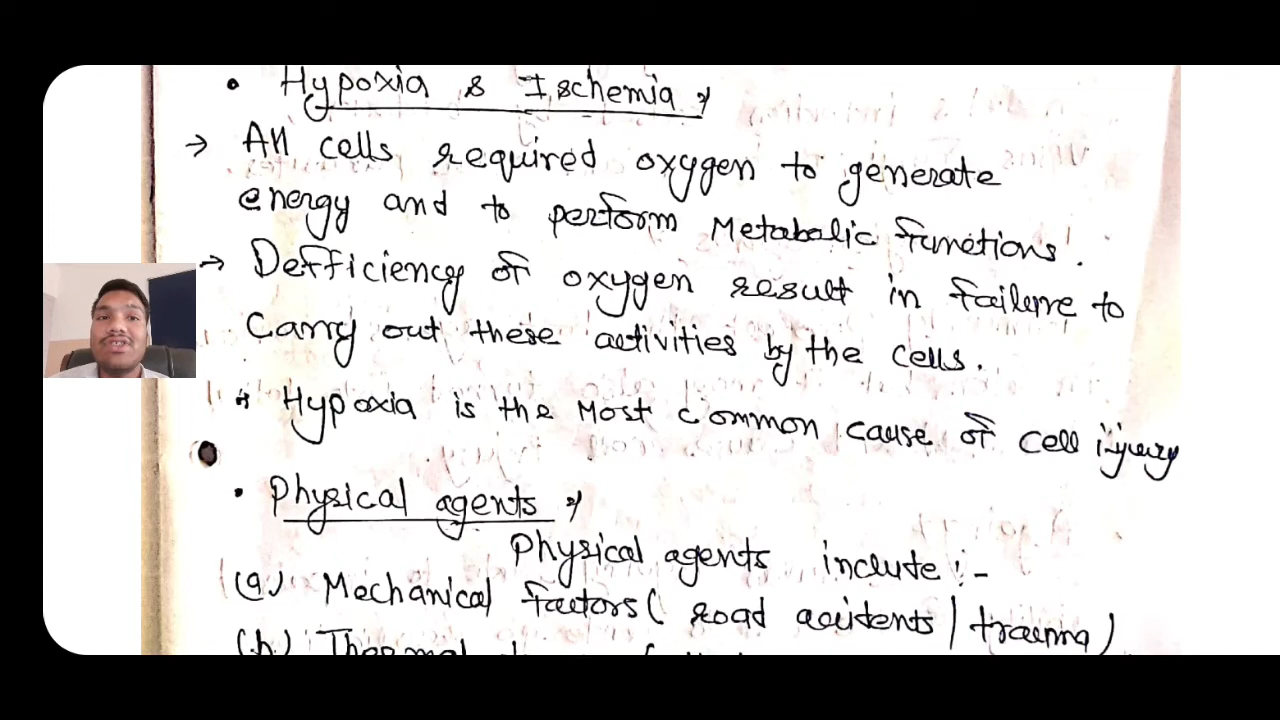 • Hypoxia & Ischemia :-
→ All cells required oxygen to generate
energy and to perform Metabolic functions.
→ Defficiency of oxygen result in failure to
Carry out these activities by the cells.
* Hypoxia is the Most common cause of cell injury
• Physical agents :-
Physical agents include :-
(a) Mechanical factors ( road accidents / trauma )
(b) Thermal